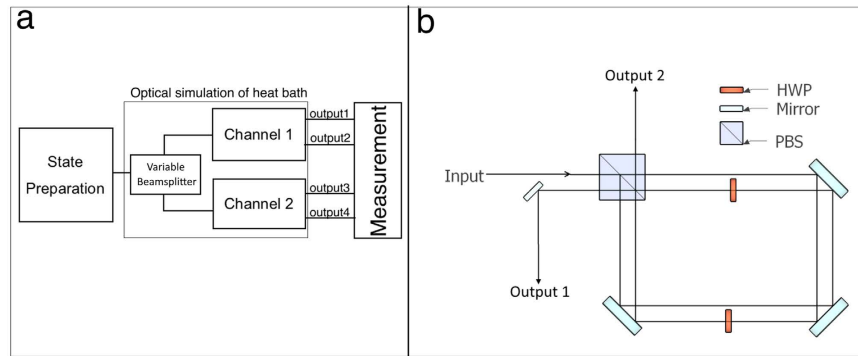 a
Optical simulation of heat bath
State
Preparation
Variable
Beamsplitter
Channel 1
Channel 2
output1
output2
output3
output4
Measurement
b
Output 2
HWP
Mirror
PBS
Input
Output 1